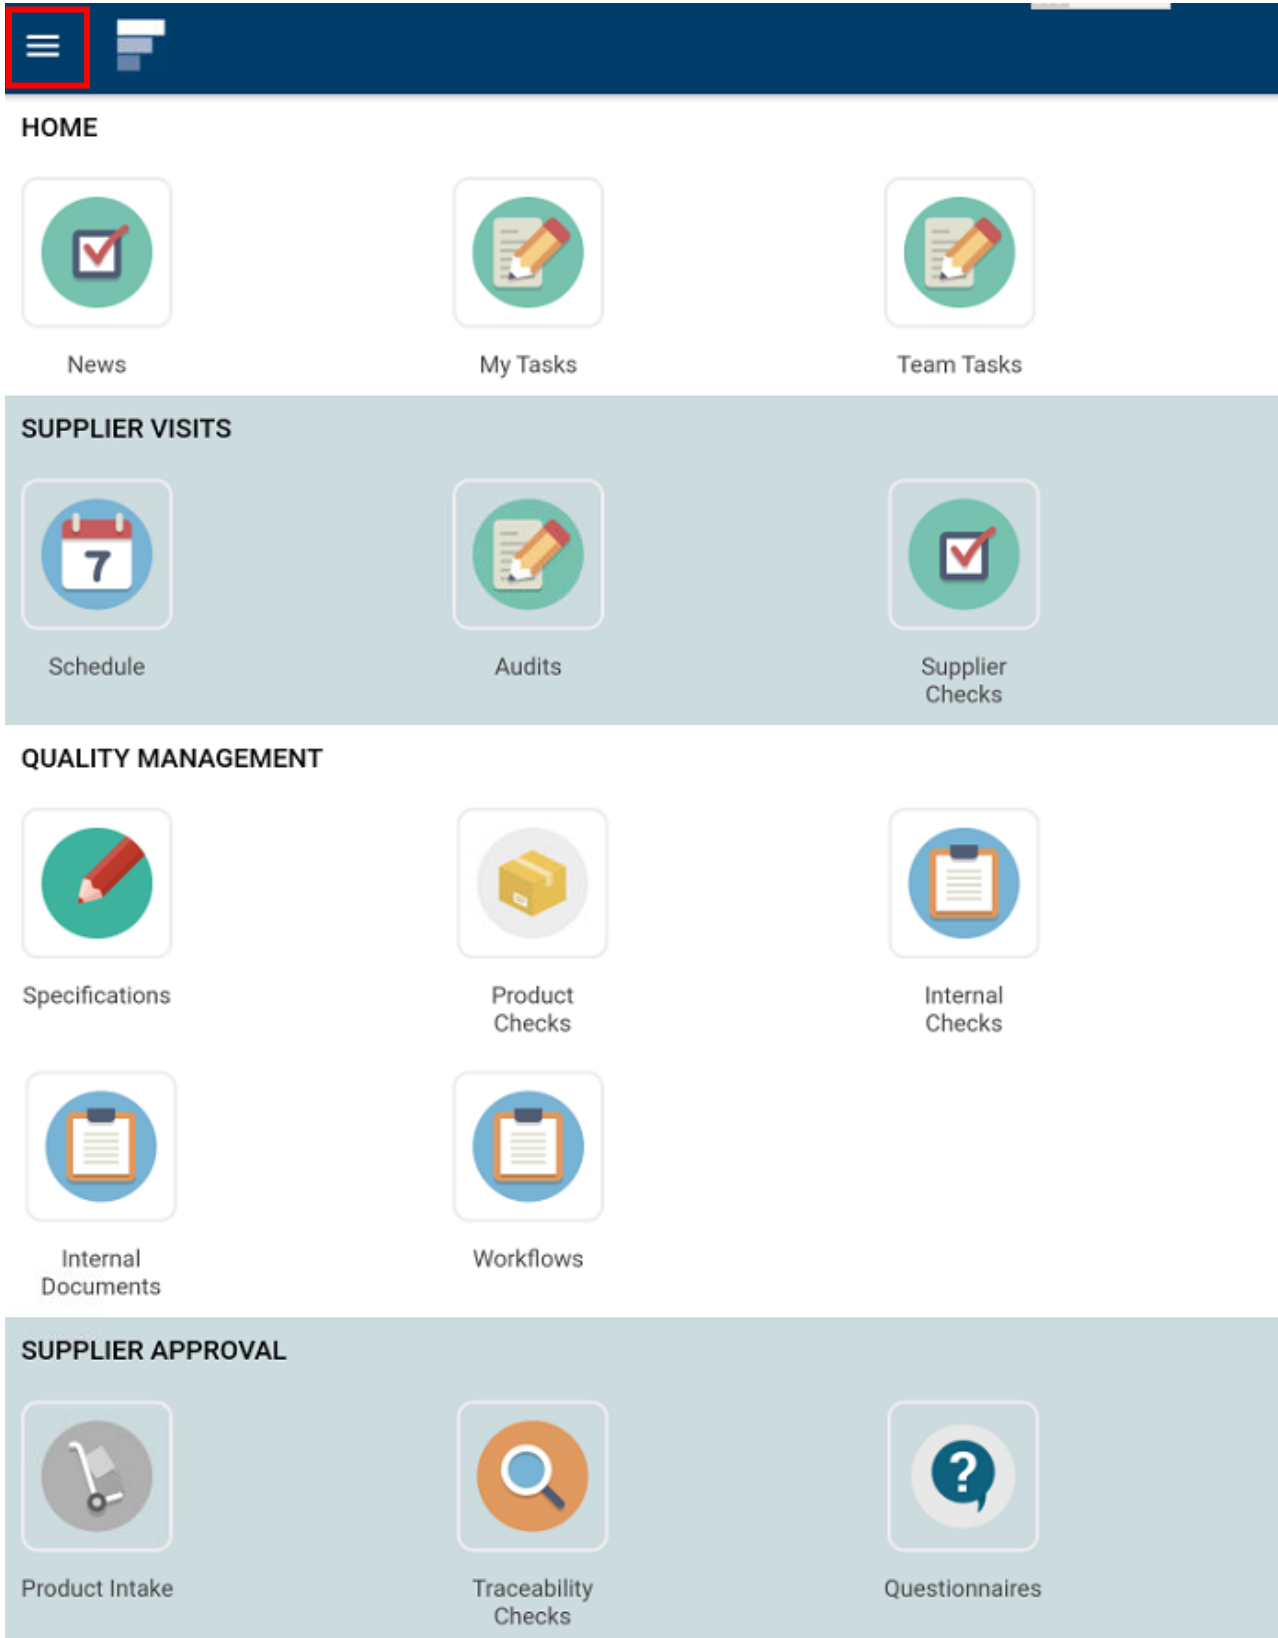 HOME
News
My Tasks
Team Tasks
SUPPLIER VISITS
7
Schedule
Audits
Supplier
Checks
QUALITY MANAGEMENT
Specifications
Product
Checks
Internal
Checks
Internal
Documents
Workflows
SUPPLIER APPROVAL
?
Product Intake
Traceability
Checks
Questionnaires